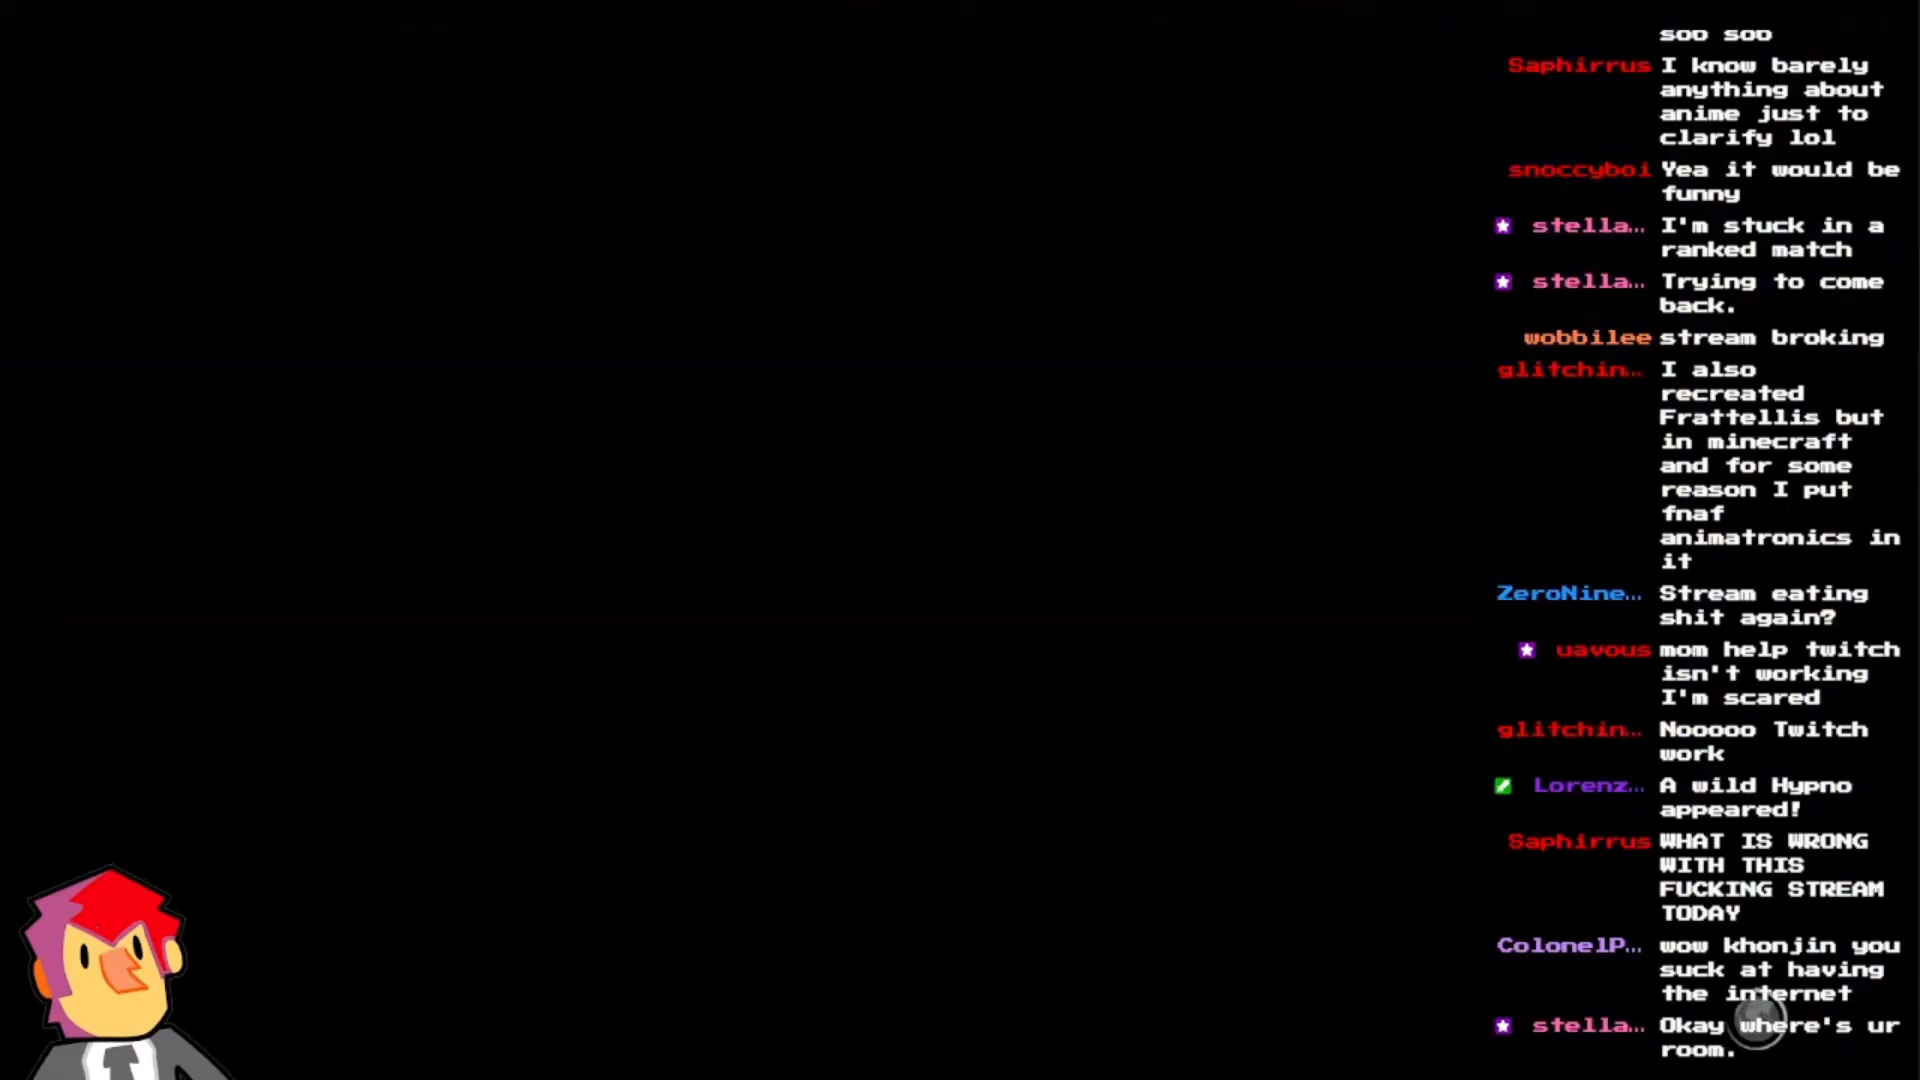 soo soo
Saphirrus I know barely
anything about
anime just to
clarify lol
snoccyboi Yea it would be
funny
stella… I'm stuck in a
ranked match
stella… Trying to come
back.
wobbilee stream broking
glitchin… I also
recreated
Frattellis but
in minecraft
and for some
reason I put
fnaf
animatronics in
it
ZeroNine… Stream eating
shit again?
uavous mom help twitch
isn't working
I'm scared
glitchin… Nooooo Twitch
work
Lorenz… A wild Hypno
appeared!
Saphirrus WHAT IS WRONG
WITH THIS
FUCKING STREAM
TODAY
ColonelP… wow khonjin you
suck at having
the internet
stella… Okay where's ur
room.